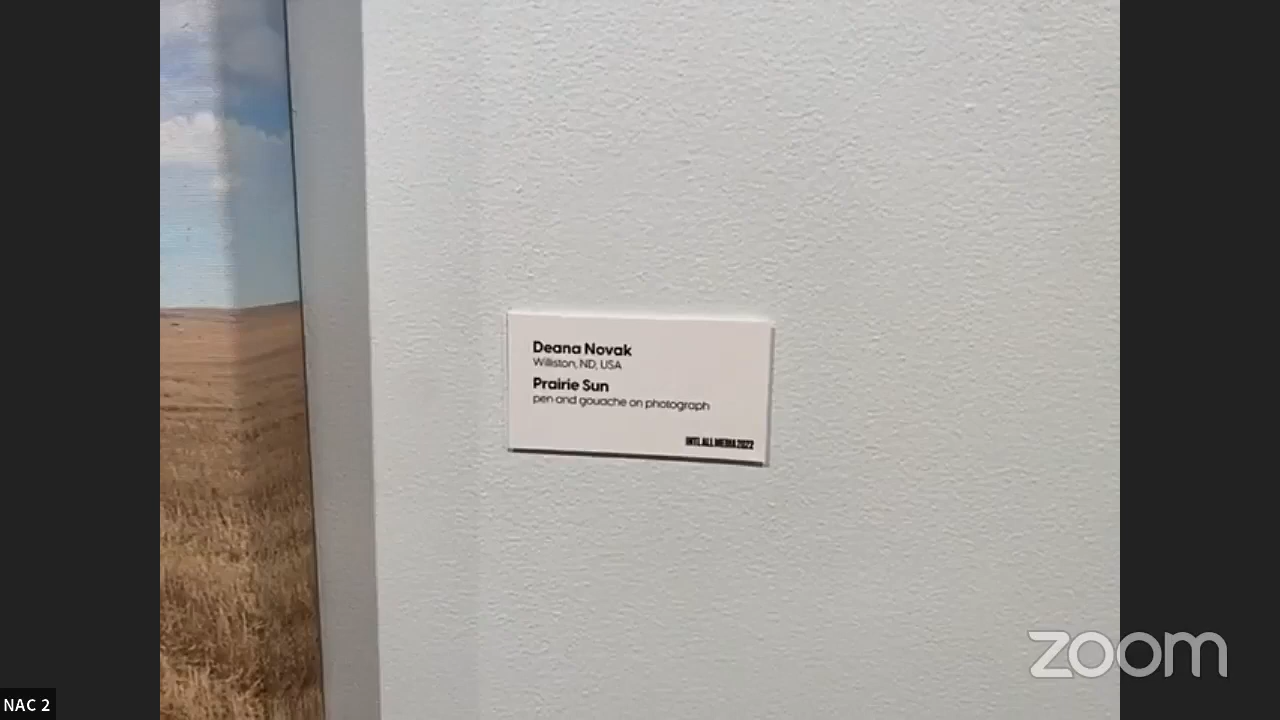 Deana Novak
Williston, ND, USA
Prairie Sun
pen and gouache on photograph
INTL ALL MEDIA 2022
zoom
NAC 2